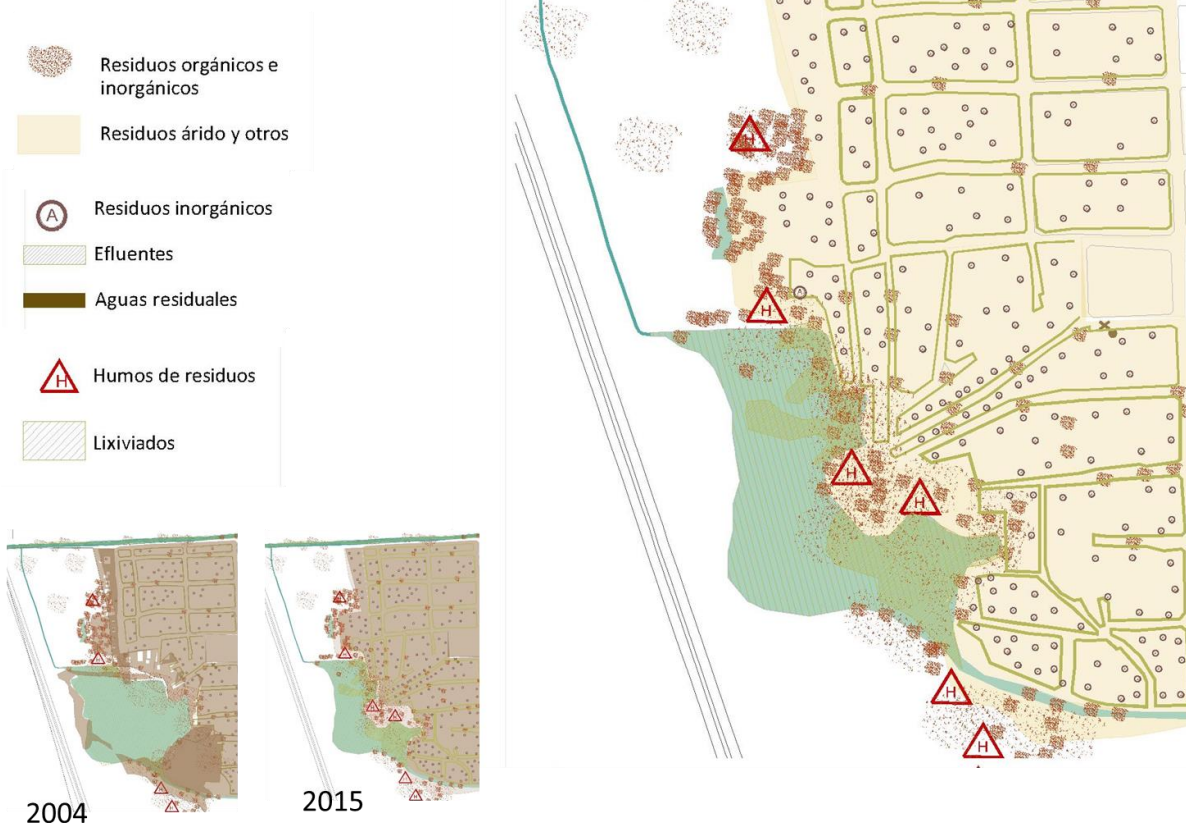 Residuos orgánicos e
inorgánicos
Residuos árido y otros
A
Residuos inorgánicos
Efluentes
Aguas residuales
H
Humos de residuos
Lixiviados
2004
2015
H
H
A
H
H
H
H